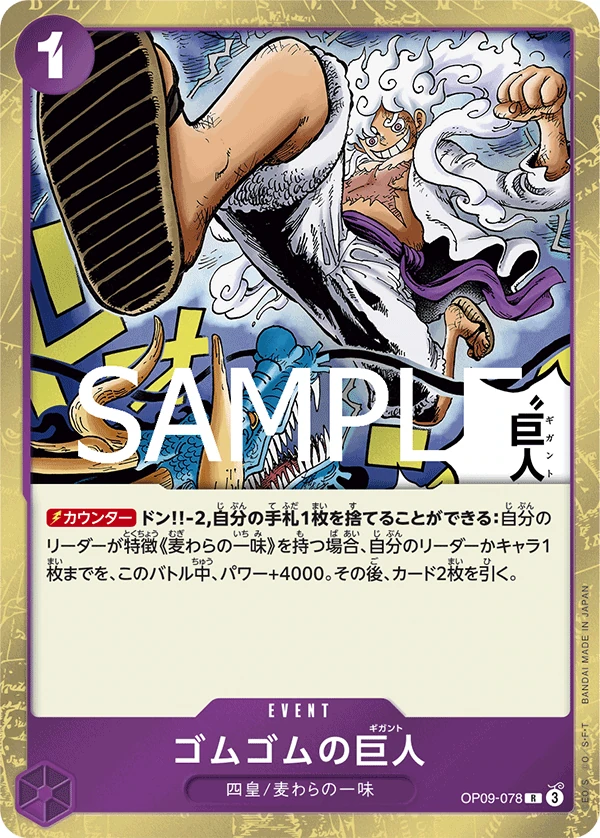 1
SAMPLE
"巨人
ギガント
カウンター ドン!!-2,自分の手札1枚を捨てることができる:自分の
リーダーが特徴《麦わらの一味》を持つ場合、自分のリーダーかキャラ1
枚までを、このバトル中、パワー+4000。その後、カード2枚を引く。
EVENT
ギガント
ゴムゴムの巨人
四皇/麦わらの一味
OP09-078 R 3
BANDAI MADE IN JAPAN